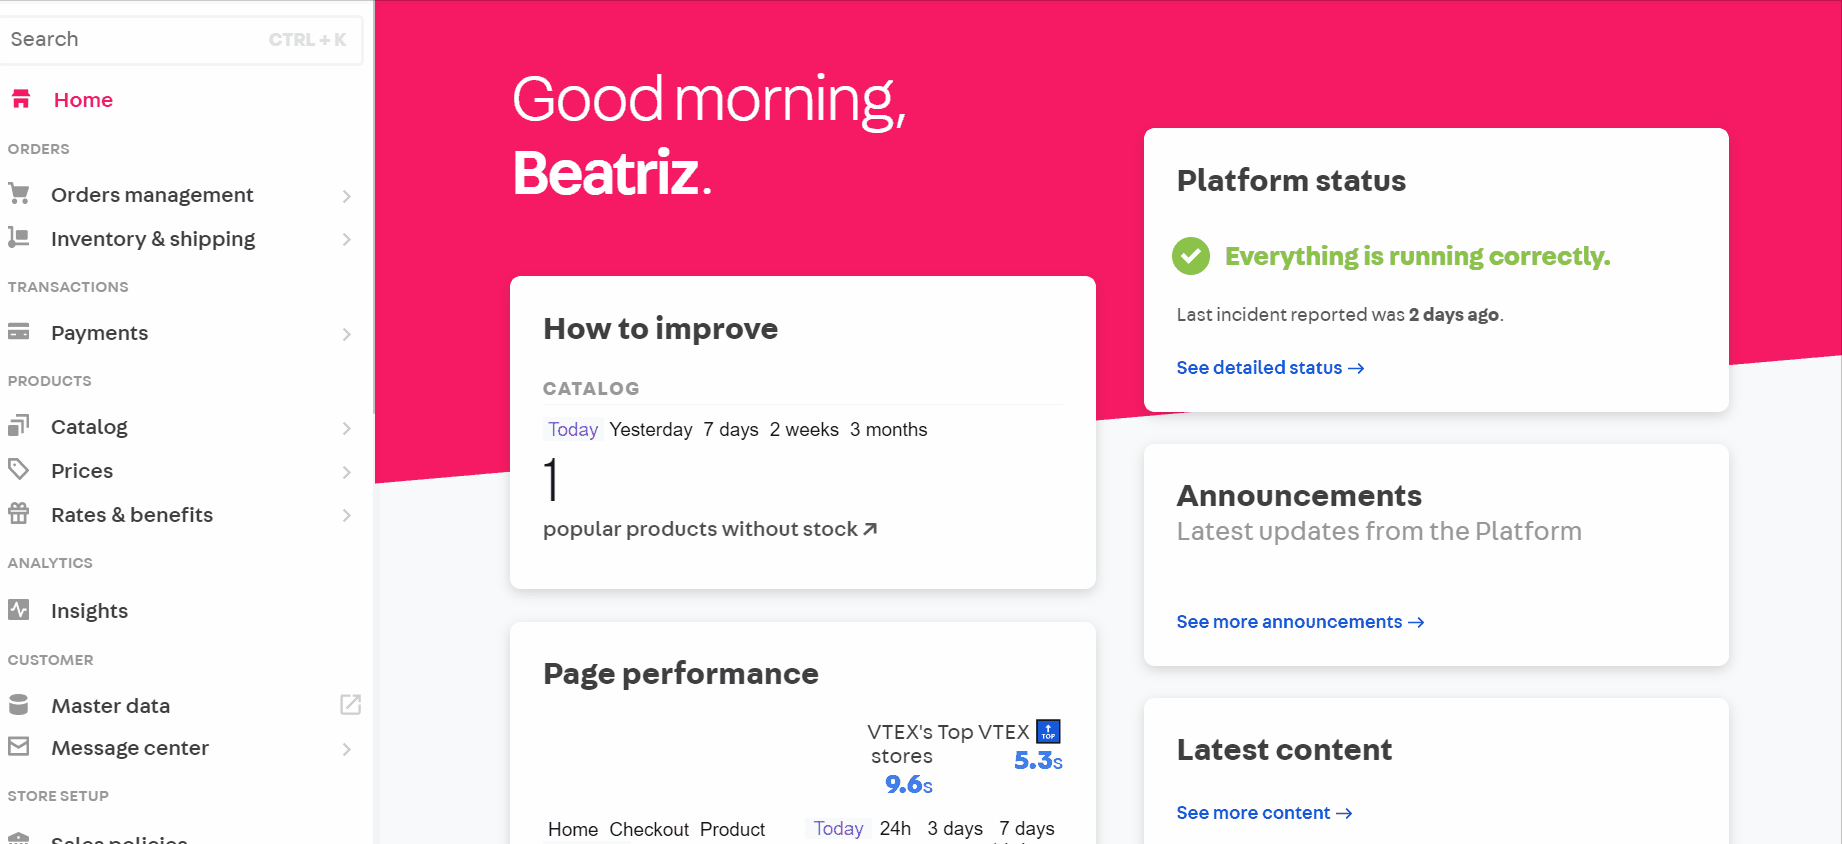 Search CTRL + K
Home
ORDERS
Orders management
Inventory & shipping
TRANSACTIONS
Payments
PRODUCTS
Catalog
Prices
Rates & benefits
ANALYTICS
Insights
CUSTOMER
Master data
Message center
STORE SETUP
Sales policies
Good morning,
Beatriz.
How to improve
CATALOG
Today Yesterday 7 days 2 weeks 3 months
1
popular products without stock
Page performance
VTEX's Top VTEX TOP
stores 5.3s
9.6s
Home Checkout Product Today 24h 3 days 7 days
Platform status
Everything is running correctly.
Last incident reported was 2 days ago.
See detailed status →
Announcements
Latest updates from the Platform
See more announcements →
Latest content
See more content →